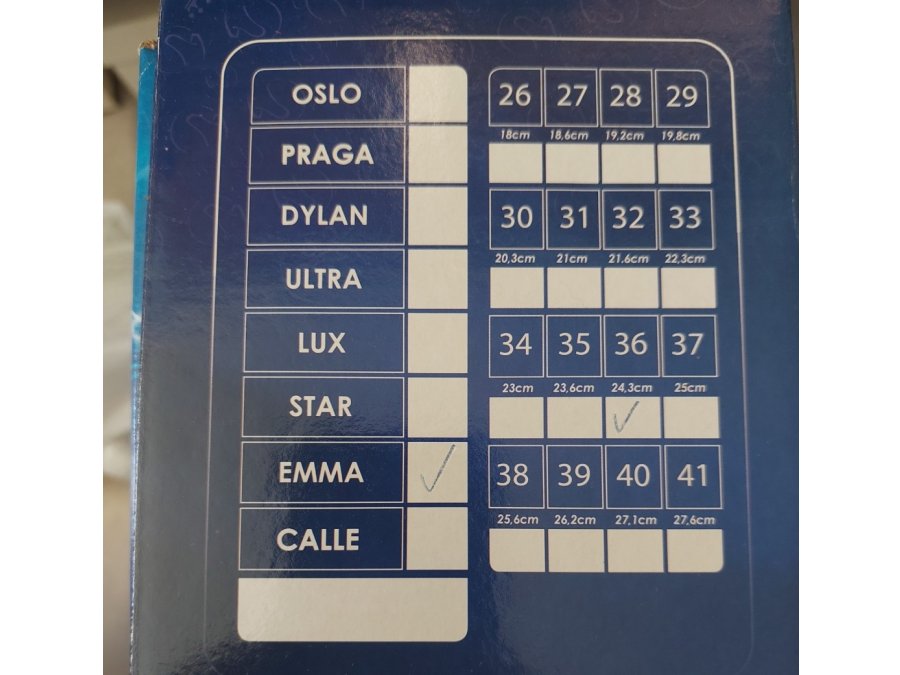 OSLO
PRAGA
DYLAN
ULTRA
LUX
STAR
EMMA ✓
CALLE
26 27 28 29
18cm 18,6cm 19,2cm 19,8cm
30 31 32 33
20,3cm 21cm 21.6cm 22,3cm
34 35 36 37
23cm 23,6cm 24,3cm 25cm
✓
38 39 40 41
25,6cm 26,2cm 27,1cm 27,6cm